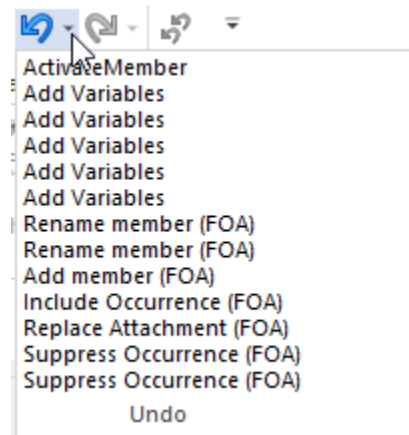 ActivateMember
Add Variables
Add Variables
Add Variables
Add Variables
Add Variables
Rename member (FOA)
Rename member (FOA)
Add member (FOA)
Include Occurrence (FOA)
Replace Attachment (FOA)
Suppress Occurrence (FOA)
Suppress Occurrence (FOA)
Undo